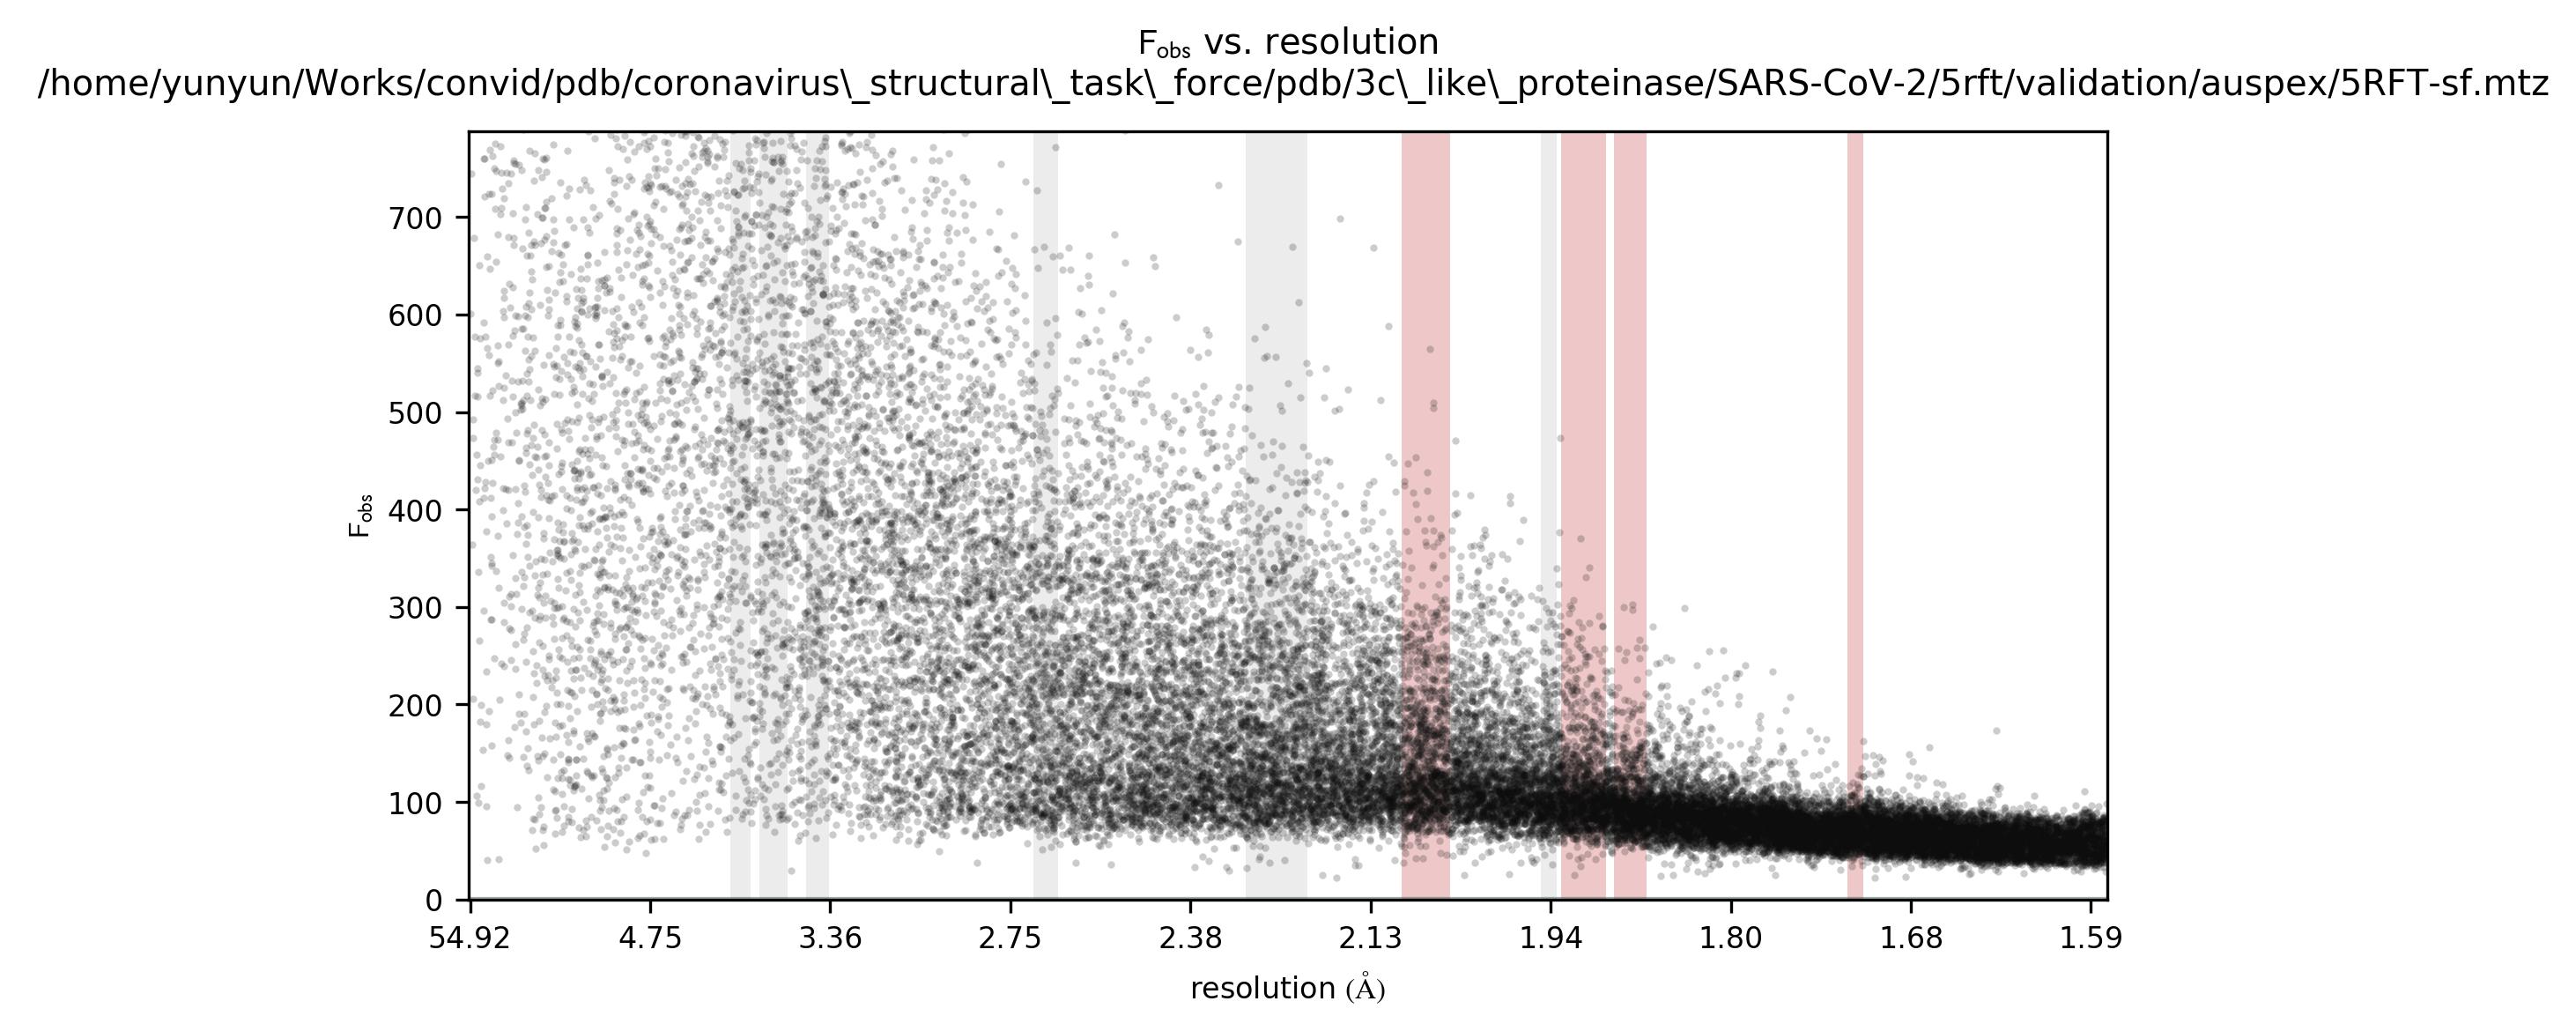 F_obs vs. resolution
/home/yunyun/Works/convid/pdb/coronavirus\_structural\_task\_force/pdb/3c\_like\_proteinase/SARS-CoV-2/5rft/validation/auspex/5RFT-sf.mtz
F_obs
700
600
500
400
300
200
100
0
54.92 4.75 3.36 2.75 2.38 2.13 1.94 1.80 1.68 1.59
resolution (Å)